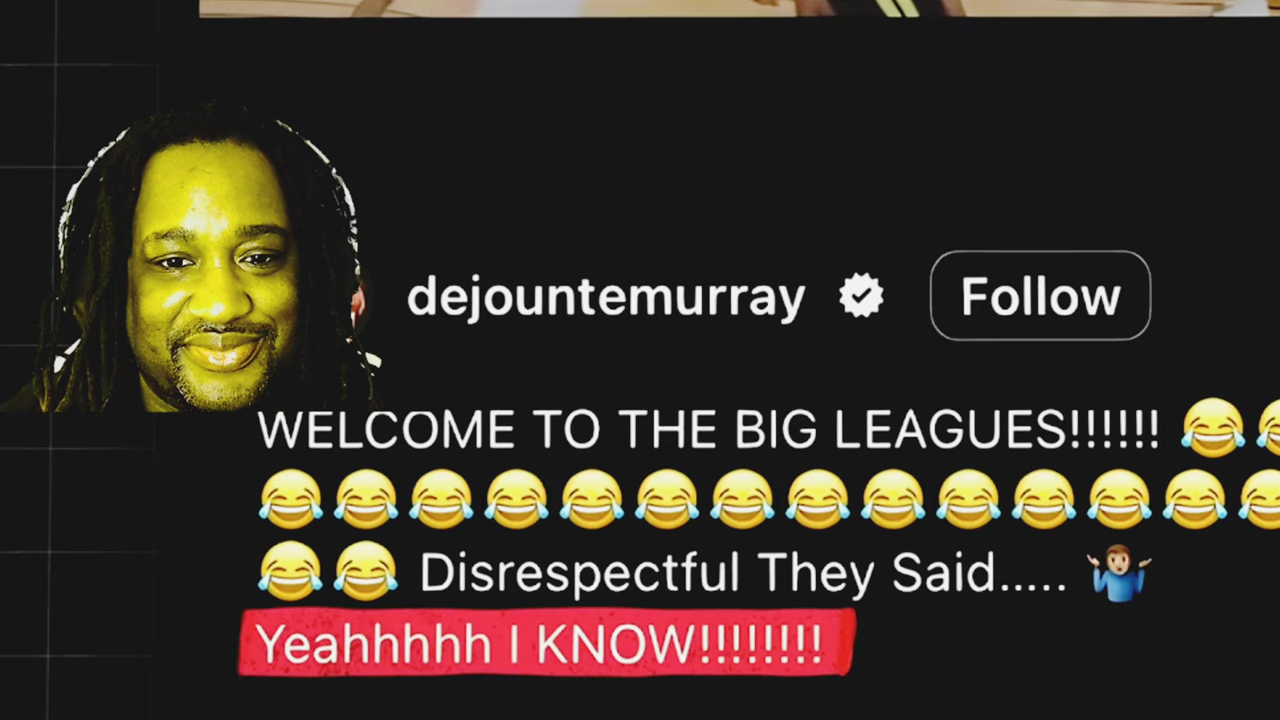 dejountemurray Follow
WELCOME TO THE BIG LEAGUES!!!!!! 😂😂
😂😂😂😂😂😂😂😂😂😂😂😂😂😂
😂😂 Disrespectful They Said..... 🤷🏽‍♂️
Yeahhhhh I KNOW!!!!!!!!